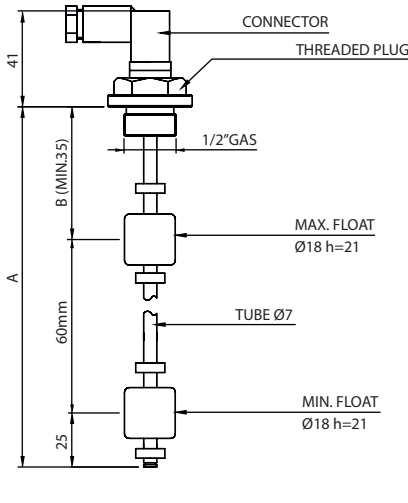 CONNECTOR
THREADED PLUG
41
1/2"GAS
B (MIN.35)
MAX. FLOAT
Ø18 h=21
A
60mm
TUBE Ø7
MIN. FLOAT
Ø18 h=21
25